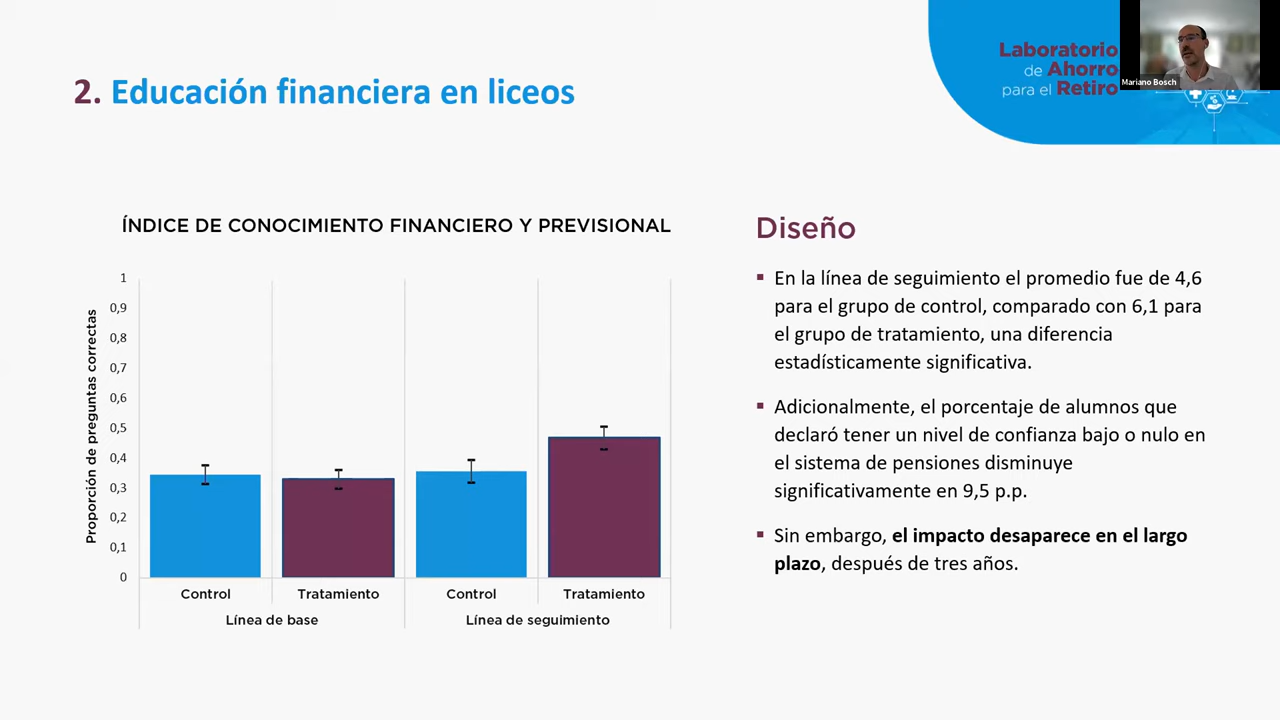 Laboratorio
de Ahorro
para el Retiro
Mariano Bosch
2. Educación financiera en liceos
ÍNDICE DE CONOCIMIENTO FINANCIERO Y PREVISIONAL
Proporción de preguntas correctas
1
0,9
0,8
0,7
0,6
0,5
0,4
0,3
0,2
0,1
0
Control
Tratamiento
Control
Tratamiento
Línea de base
Línea de seguimiento
Diseño
En la línea de seguimiento el promedio fue de 4,6
para el grupo de control, comparado con 6,1 para
el grupo de tratamiento, una diferencia
estadísticamente significativa.
Adicionalmente, el porcentaje de alumnos que
declaró tener un nivel de confianza bajo o nulo en
el sistema de pensiones disminuye
significativamente en 9,5 p.p.
Sin embargo, el impacto desaparece en el largo
plazo, después de tres años.